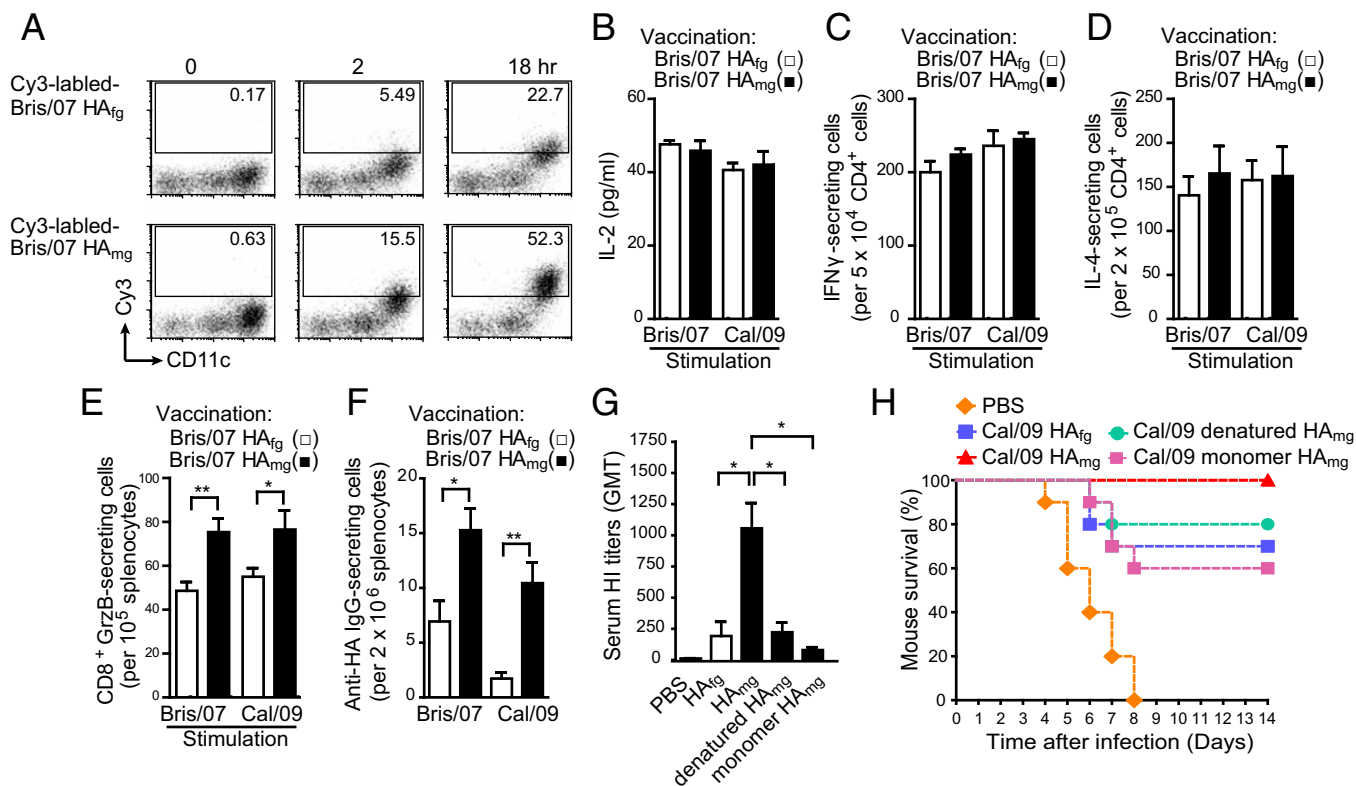 A
0 2 18 hr
Cy3-labled-
Bris/07 HAfg
0.17 5.49 22.7
Cy3-labled-
Bris/07 HAmg
0.63 15.5 52.3
Cy3
CD11c
B
Vaccination:
Bris/07 HAfg (□)
Bris/07 HAmg(■)
IL-2 (pg/ml)
60
40
20
0
Bris/07 Cal/09
Stimulation
C
Vaccination:
Bris/07 HAfg (□)
Bris/07 HAmg(■)
IFNγ-secreting cells
(per 5 x 10⁴ CD4⁺ cells)
300
200
100
0
Bris/07 Cal/09
Stimulation
D
Vaccination:
Bris/07 HAfg (□)
Bris/07 HAmg(■)
IL-4-secreting cells
(per 2 x 10⁵ CD4⁺ cells)
250
200
150
100
50
0
Bris/07 Cal/09
Stimulation
E
Vaccination:
Bris/07 HAfg (□)
Bris/07 HAmg(■)
CD8⁺ GrzB-secreting cells
(per 10⁵ splenocytes)
100
80
60
40
20
0
** *
Bris/07 Cal/09
Stimulation
F
Vaccination:
Bris/07 HAfg (□)
Bris/07 HAmg(■)
Anti-HA IgG-secreting cells
(per 2 x 10⁶ splenocytes)
20
15
10
5
0
* **
Bris/07 Cal/09
G
Serum HI titers (GMT)
1750
1500
1250
1000
750
500
250
0
*
* *
PBS
HAfg
HAmg
denatured HAmg
monomer HAmg
H
PBS
Cal/09 HAfg
Cal/09 denatured HAmg
Cal/09 HAmg
Cal/09 monomer HAmg
Mouse survival (%)
100
80
60
40
20
0
0 1 2 3 4 5 6 7 8 9 10 11 12 13 14
Time after infection (Days)